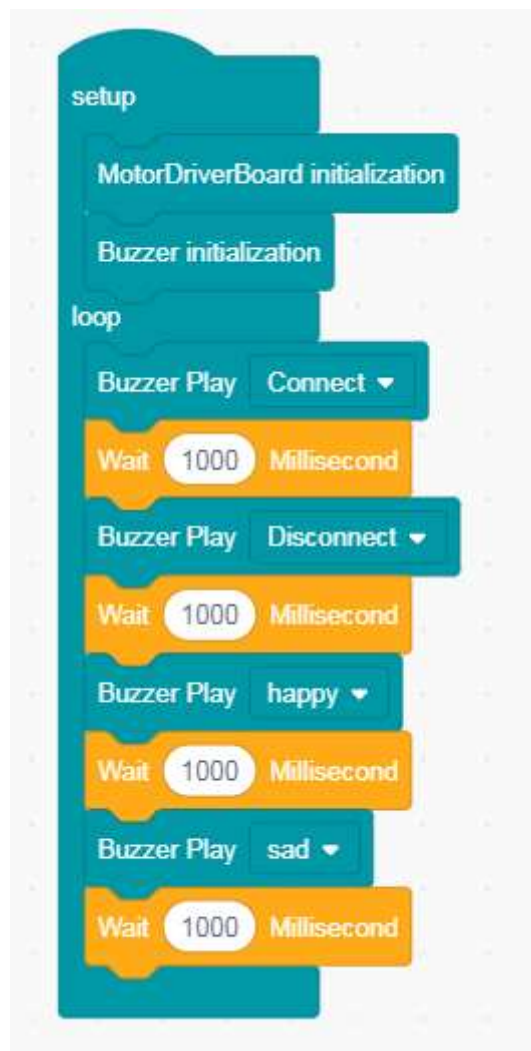 setup
MotorDriverBoard initialization
Buzzer initialization
loop
Buzzer Play Connect
Wait 1000 Millisecond
Buzzer Play Disconnect
Wait 1000 Millisecond
Buzzer Play happy
Wait 1000 Millisecond
Buzzer Play sad
Wait 1000 Millisecond